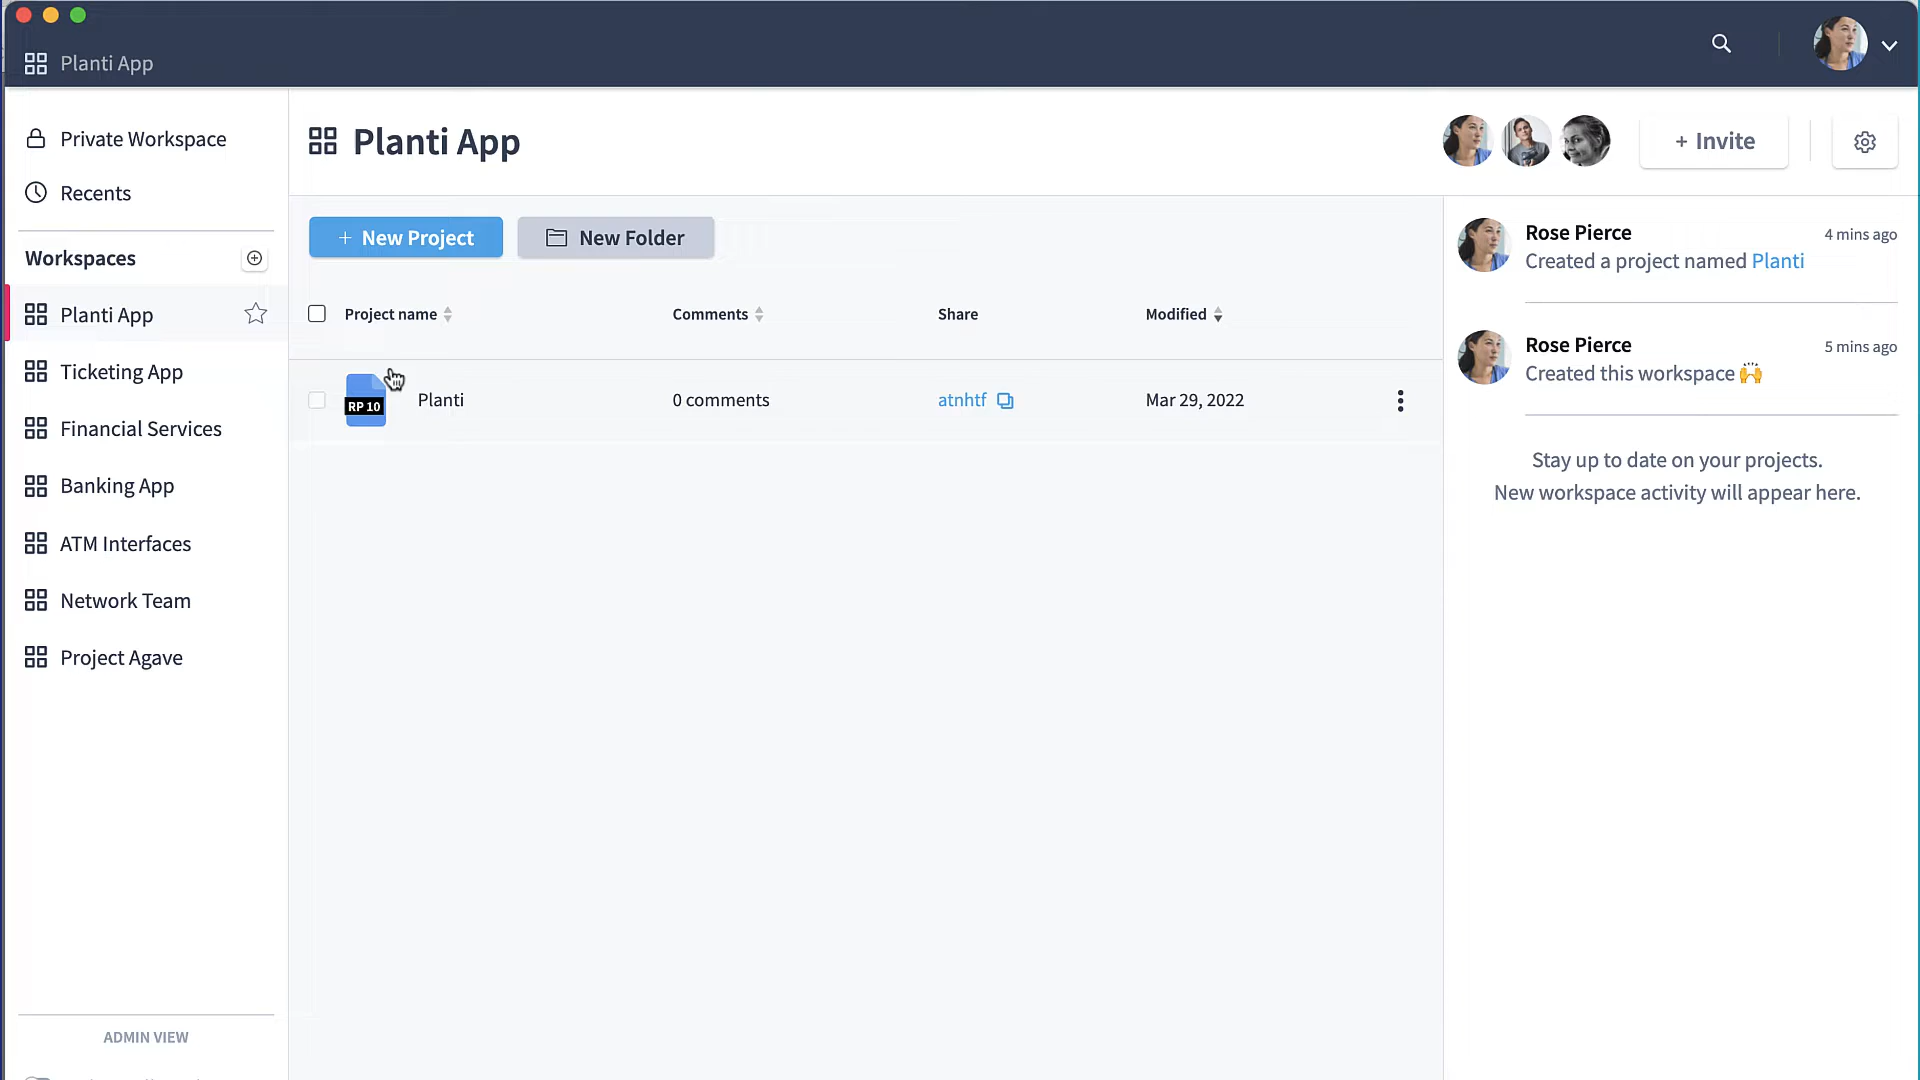 Planti App
Private Workspace
Recents
Workspaces
Planti App
Ticketing App
Financial Services
Banking App
ATM Interfaces
Network Team
Project Agave
ADMIN VIEW
Planti App
+ Invite
+ New Project
New Folder
Project name
Comments
Share
Modified
RP 10
Planti
0 comments
atnhtf
Mar 29, 2022
Rose Pierce
4 mins ago
Created a project named Planti
Rose Pierce
5 mins ago
Created this workspace 🙌
Stay up to date on your projects.
New workspace activity will appear here.